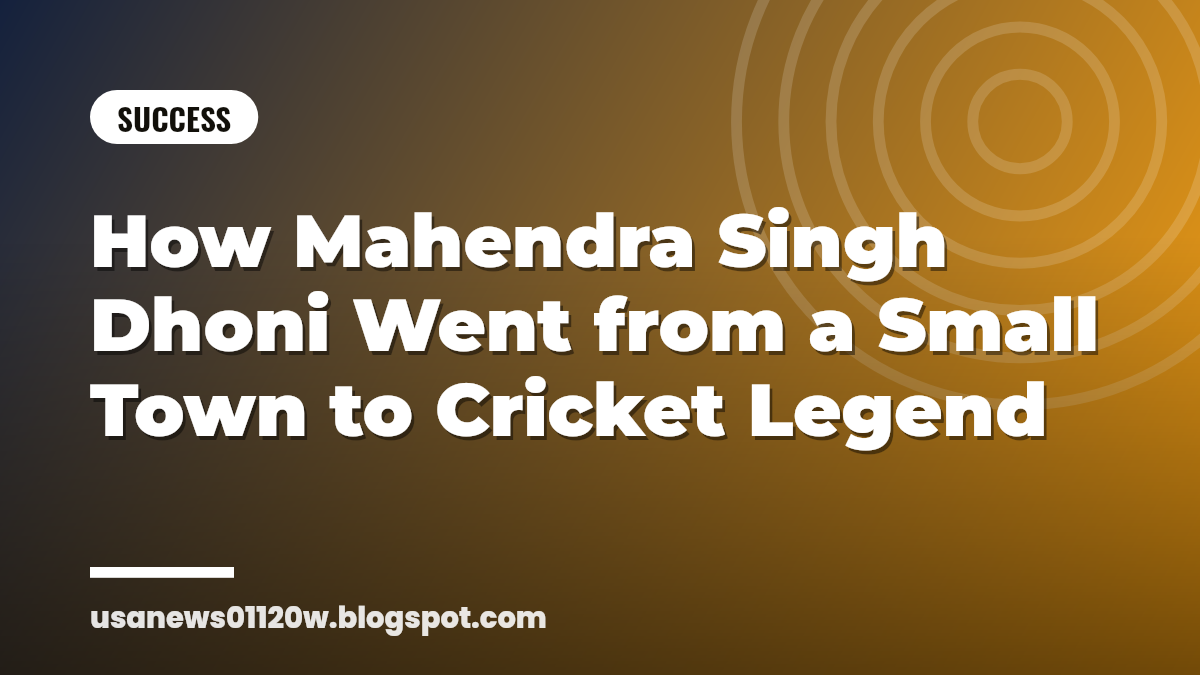 SUCCESS
How Mahendra Singh
Dhoni Went from a Small
Town to Cricket Legend
usanews01120w.blogspot.com